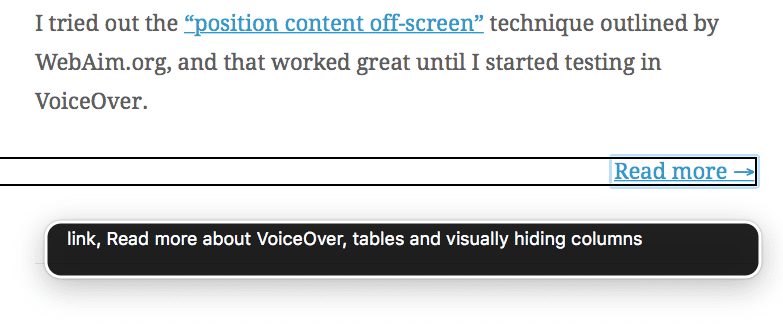 I tried out the “position content off-screen” technique outlined by
WebAim.org, and that worked great until I started testing in
VoiceOver.
Read more →
link, Read more about VoiceOver, tables and visually hiding columns